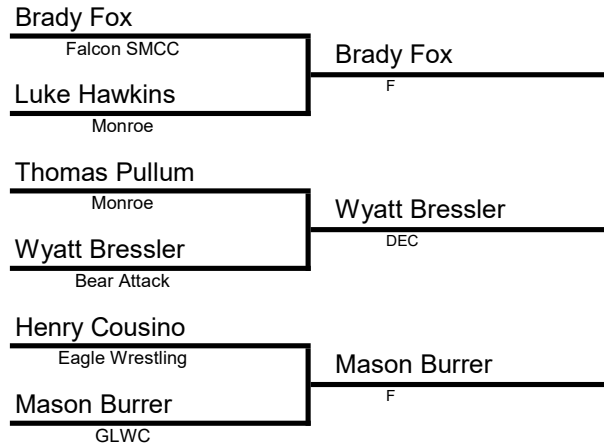 Brady Fox
Falcon SMCC
Brady Fox
F
Luke Hawkins
Monroe
Thomas Pullum
Monroe
Wyatt Bressler
DEC
Wyatt Bressler
Bear Attack
Henry Cousino
Eagle Wrestling
Mason Burrer
F
Mason Burrer
GLWC